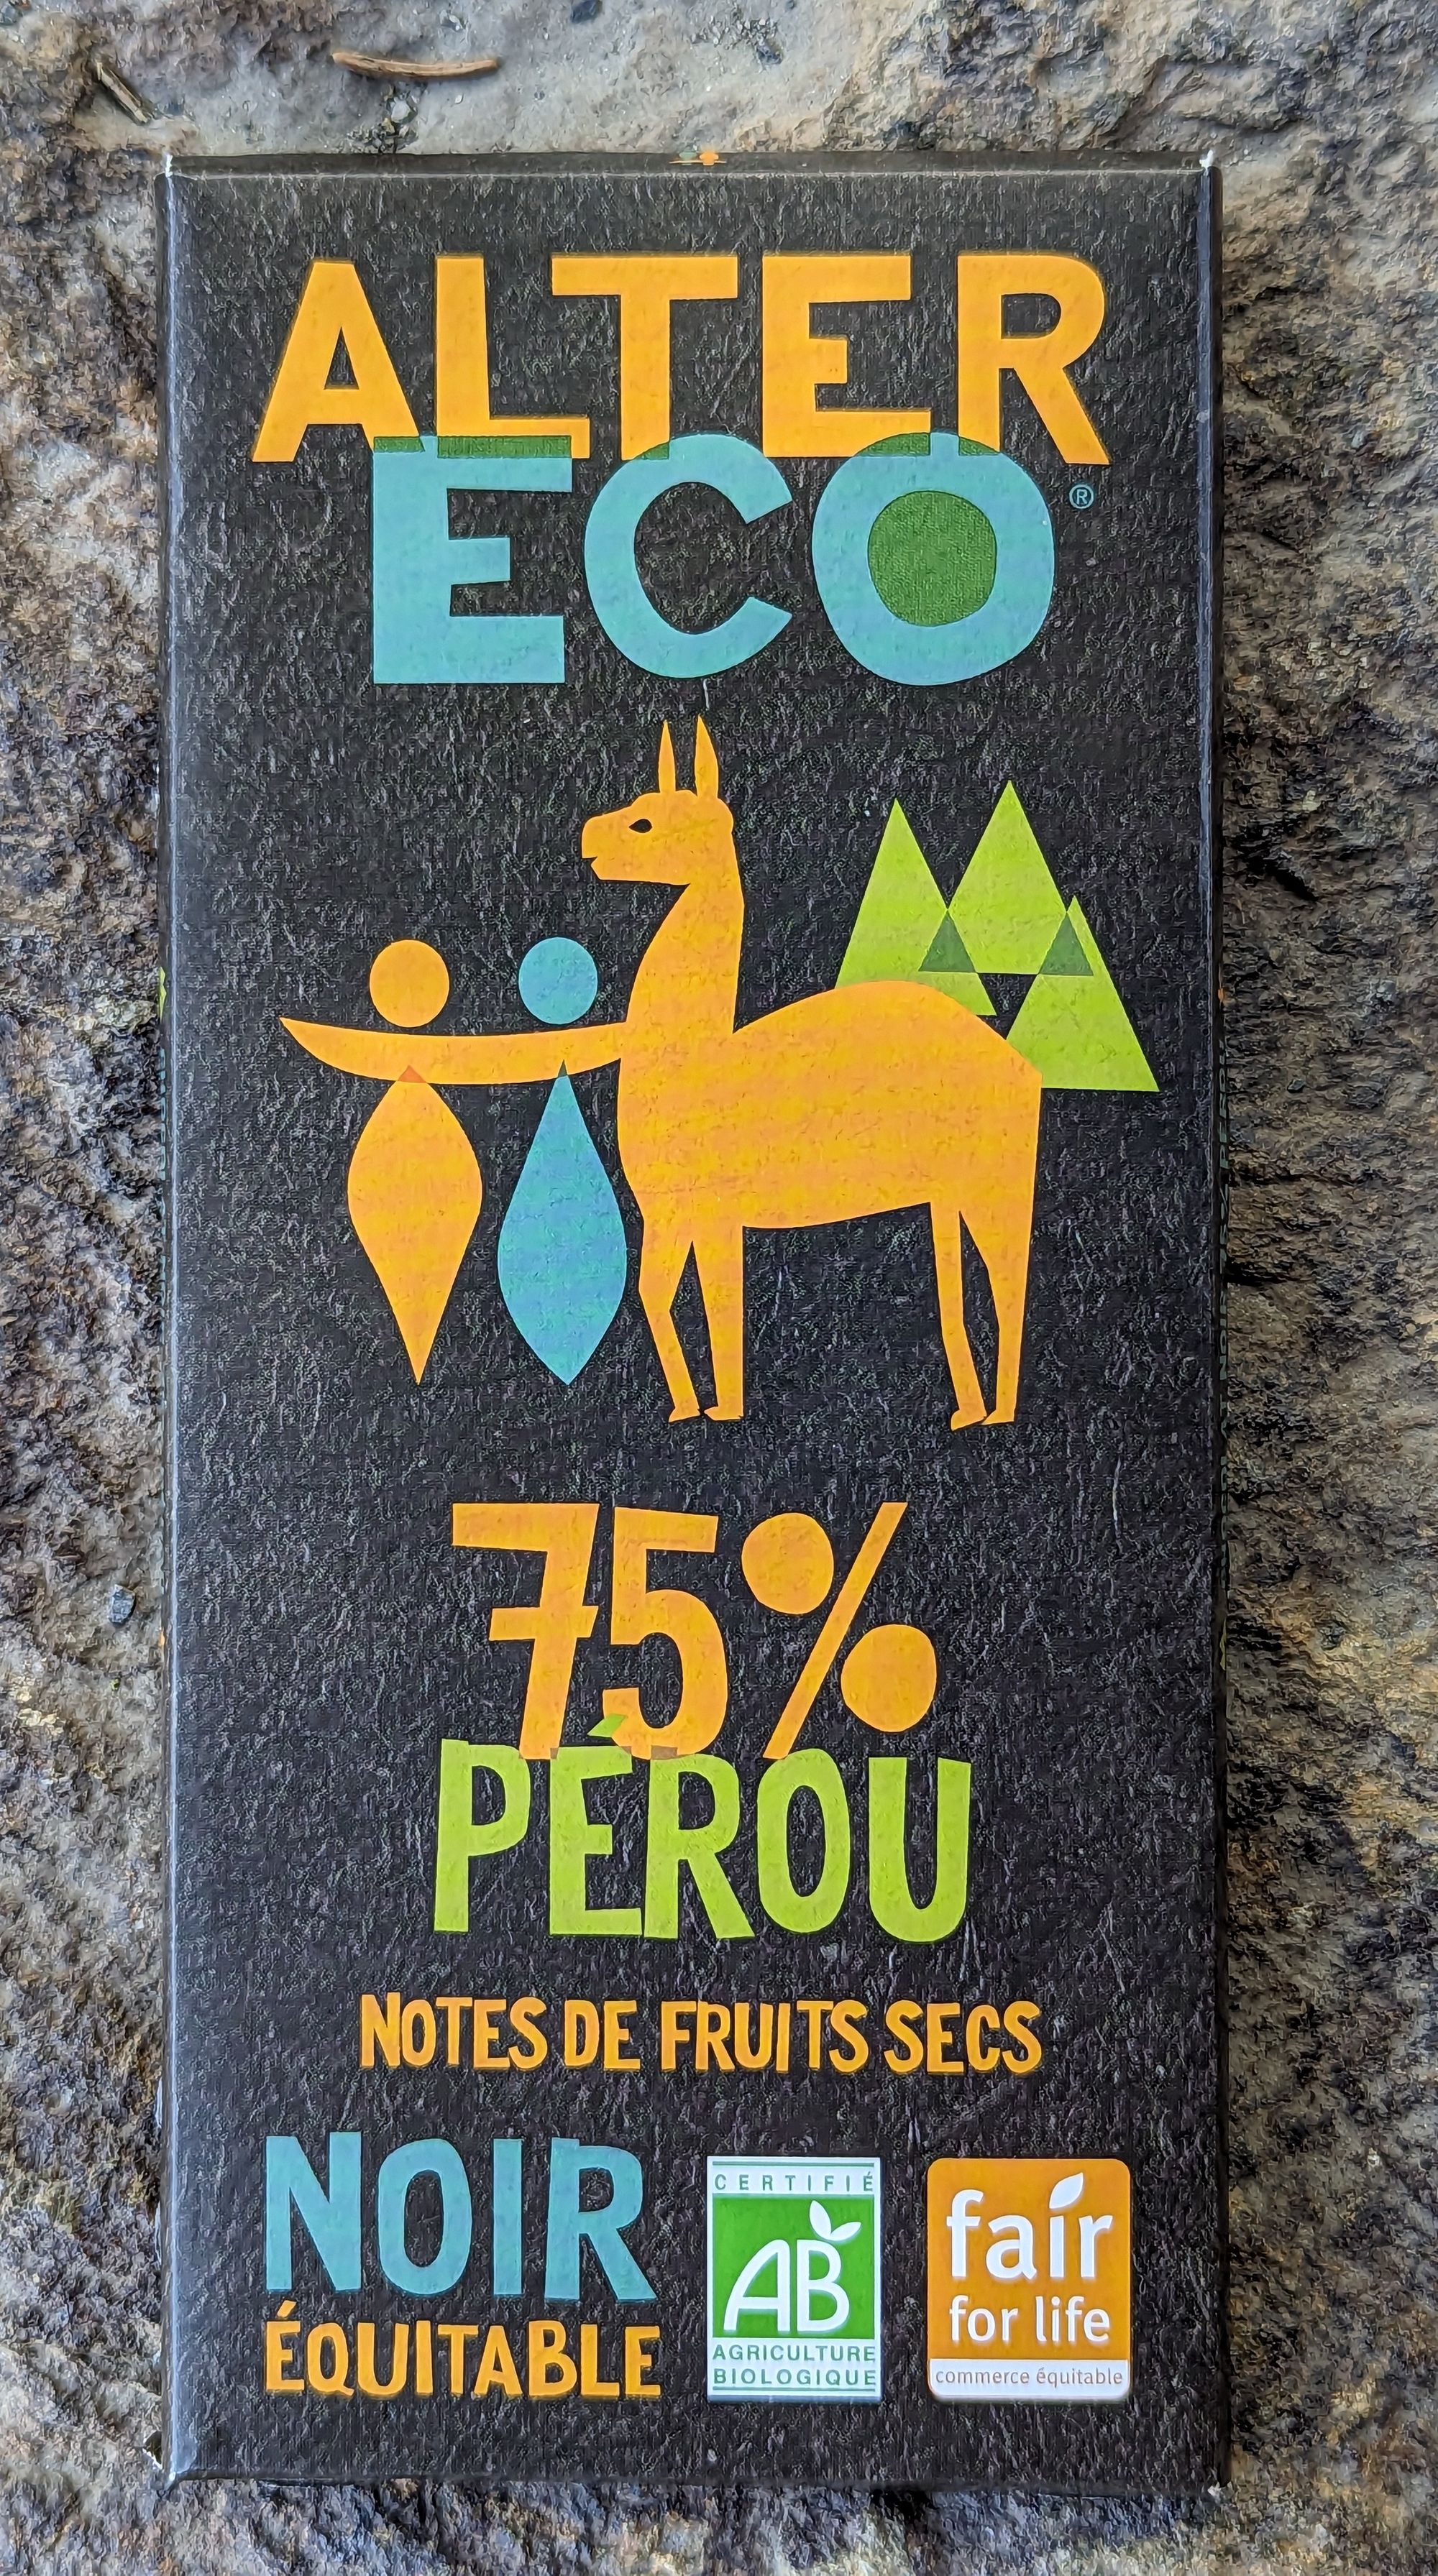 ALTER
ECO®
75%
PÉROU
NOTES DE FRUITS SECS
NOIR
ÉQUITABLE
CERTIFIÉ
AB
AGRICULTURE
BIOLOGIQUE
fair
for life
commerce équitable